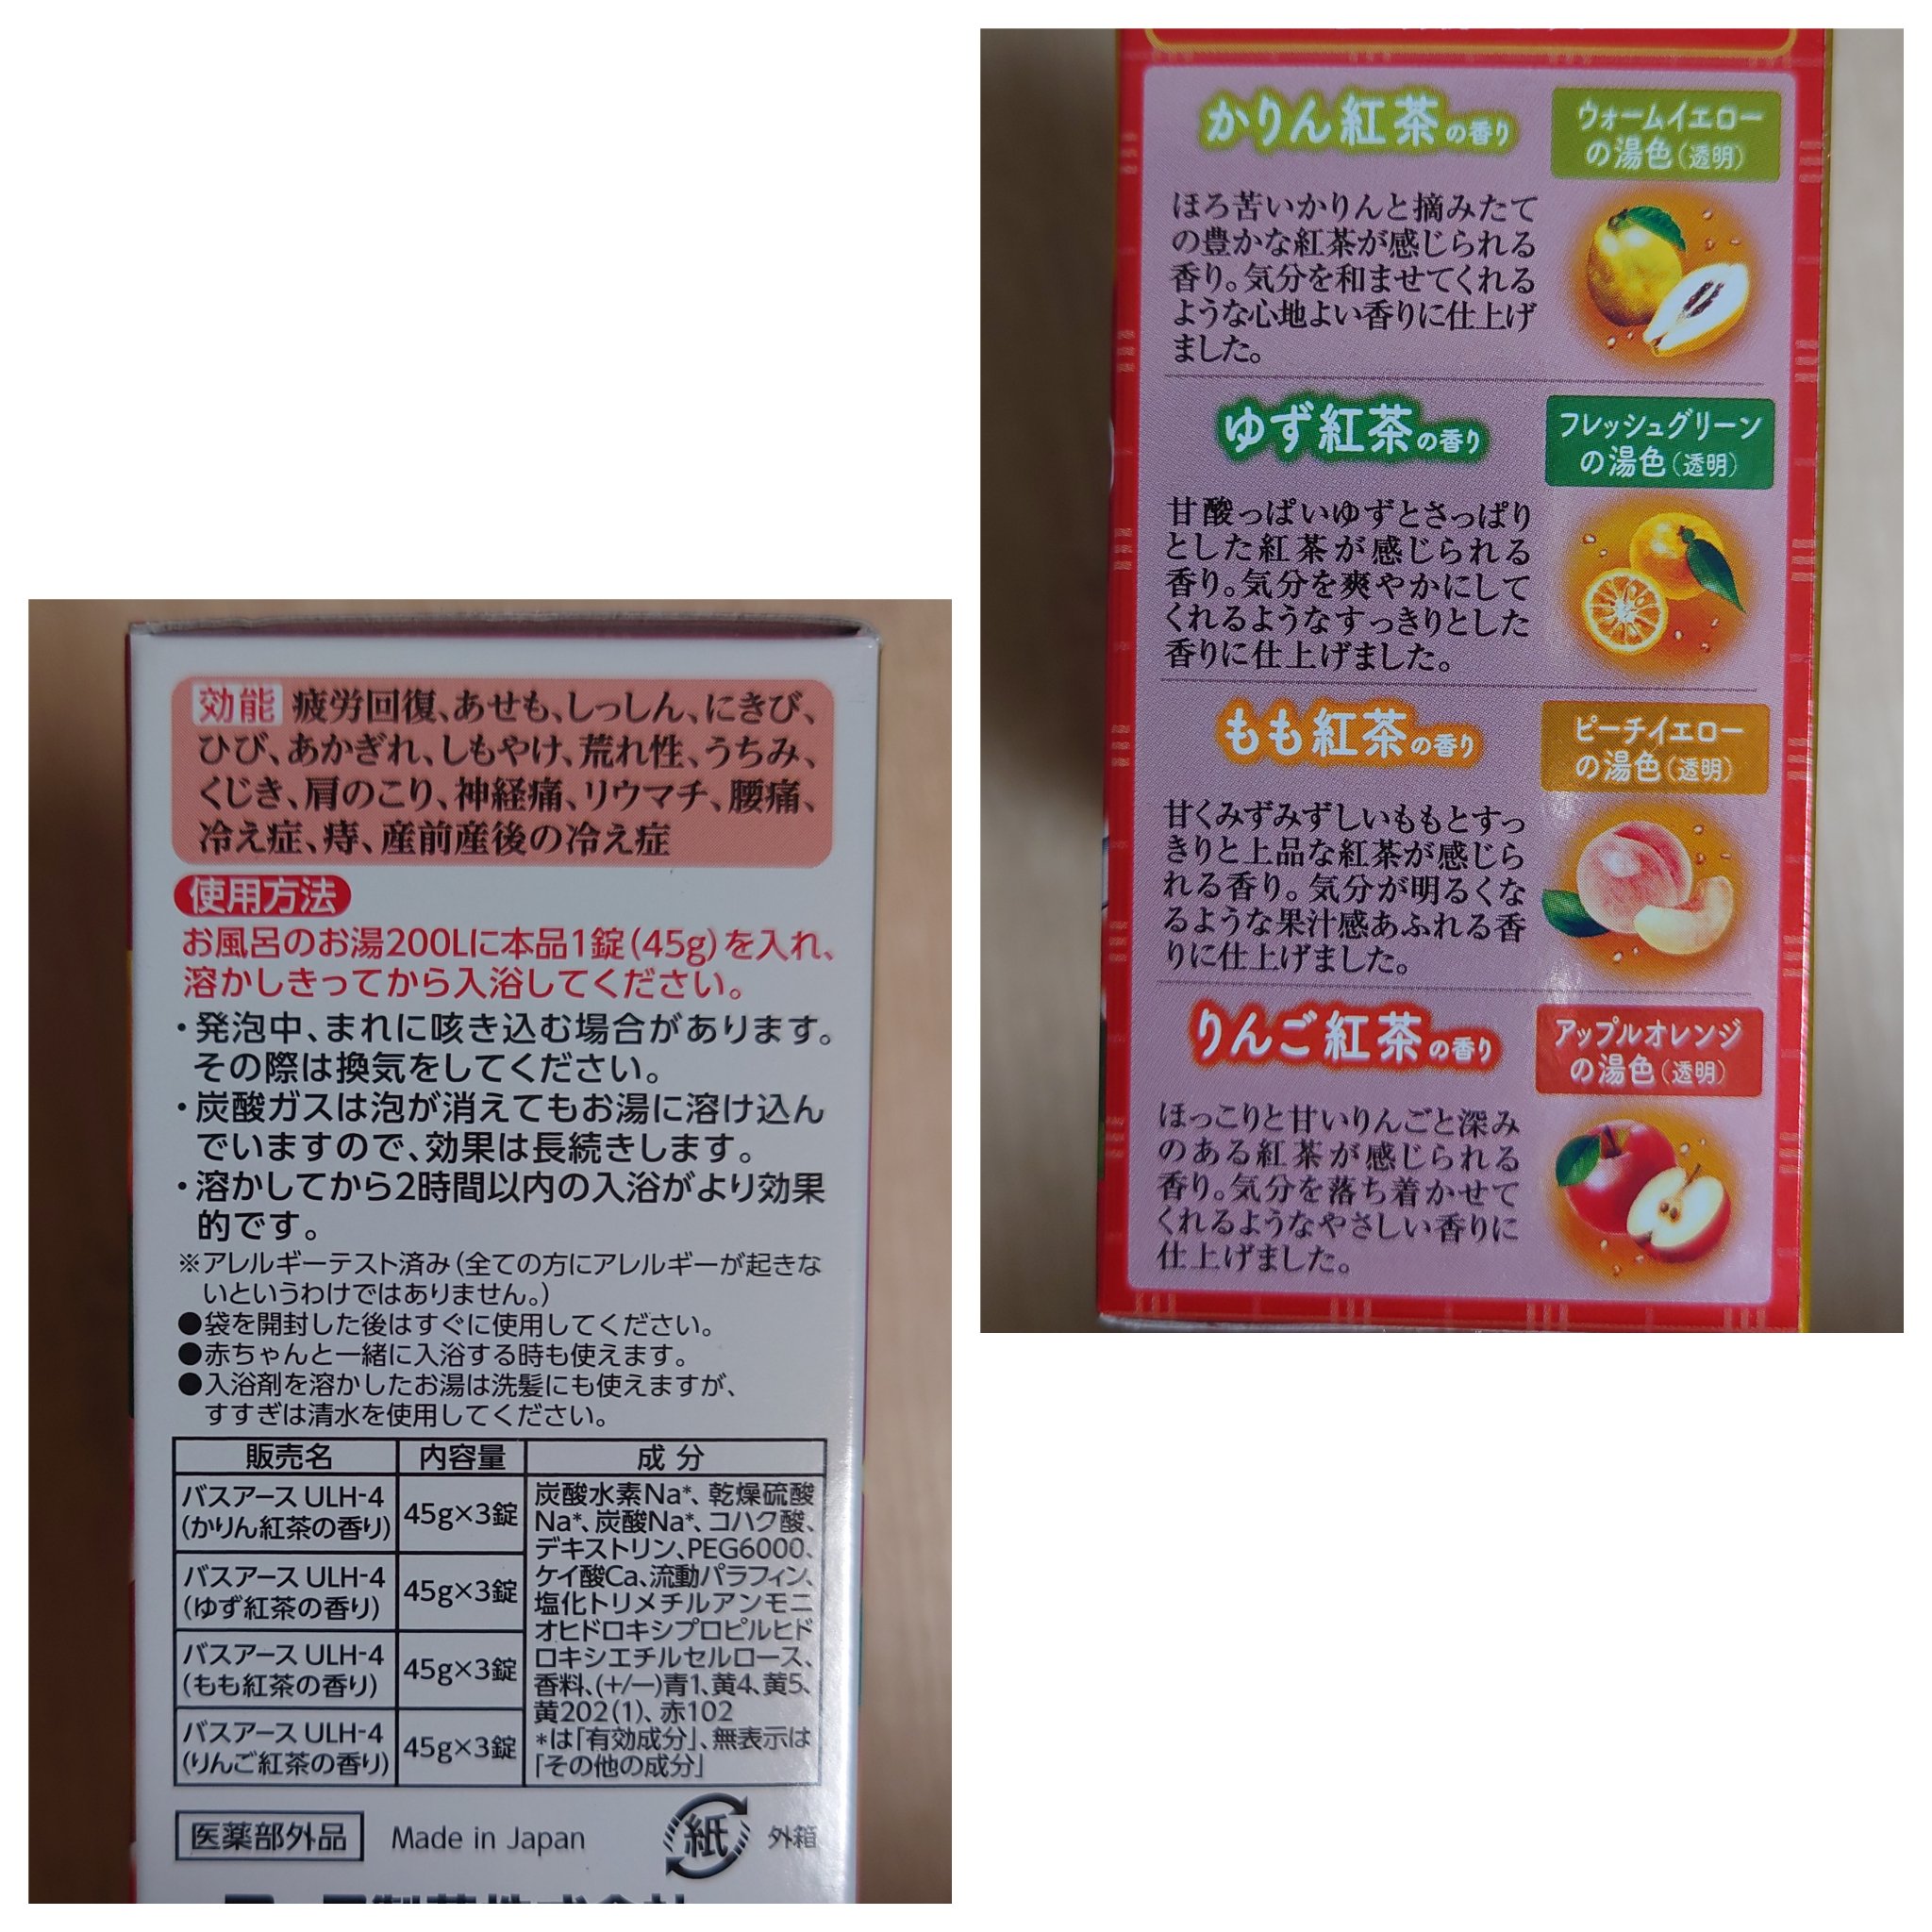 効能 疲労回復、あせも、しっしん、にきび、
ひび、あかぎれ、しもやけ、荒れ性、うちみ、
くじき、肩のこり、神経痛、リウマチ、腰痛、
冷え症、痔、産前産後の冷え症
使用方法
お風呂のお湯200Lに本品1錠(45g)を入れ、
溶かしきってから入浴してください。
・発泡中、まれに咳き込む場合があります。
その際は換気をしてください。
・炭酸ガスは泡が消えてもお湯に溶け込ん
でいますので、効果は長続きします。
・溶かしてから2時間以内の入浴がより効果
的です。
※アレルギーテスト済み(全ての方にアレルギーが起きな
いというわけではありません。)
●袋を開封した後はすぐに使用してください。
●赤ちゃんと一緒に入浴する時も使えます。
●入浴剤を溶かしたお湯は洗髪にも使えますが、
すすぎは清水を使用してください。
販売名 内容量 成分
バスアース ULH-4
(かりん紅茶の香り) 45g×3錠
バスアース ULH-4
(ゆず紅茶の香り) 45g×3錠
バスアース ULH-4
(もも紅茶の香り) 45g×3錠
バスアース ULH-4
(りんご紅茶の香り) 45g×3錠
炭酸水素Na*、乾燥硫酸
Na*、炭酸Na*、コハク酸、
デキストリン、PEG6000、
ケイ酸Ca、流動パラフィン、
塩化トリメチルアンモニ
オヒドロキシプロピルヒド
ロキシエチルセルロース、
香料、(+/-)青1、黄4、黄5、
黄202(1)、赤102
*は「有効成分」、無表示は
「その他の成分」
医薬部外品 Made in Japan 紙 外箱
かりん紅茶の香り
ウォームイエロー
の湯色(透明)
ほろ苦いかりんと摘みたて
の豊かな紅茶が感じられる
香り。気分を和ませてくれる
ような心地よい香りに仕上げ
ました。
ゆず紅茶の香り
フレッシュグリーン
の湯色(透明)
甘酸っぱいゆずとさっぱり
とした紅茶が感じられる
香り。気分を爽やかにして
くれるようなすっきりとした
香りに仕上げました。
もも紅茶の香り
ピーチイエロー
の湯色(透明)
甘くみずみずしいももとすっ
きりと上品な紅茶が感じら
れる香り。気分が明るくな
るような果汁感あふれる香
りに仕上げました。
りんご紅茶の香り
アップルオレンジ
の湯色(透明)
ほっこりと甘いりんごと深み
のある紅茶が感じられる
香り。気分を落ち着かせて
くれるようなやさしい香りに
仕上げました。